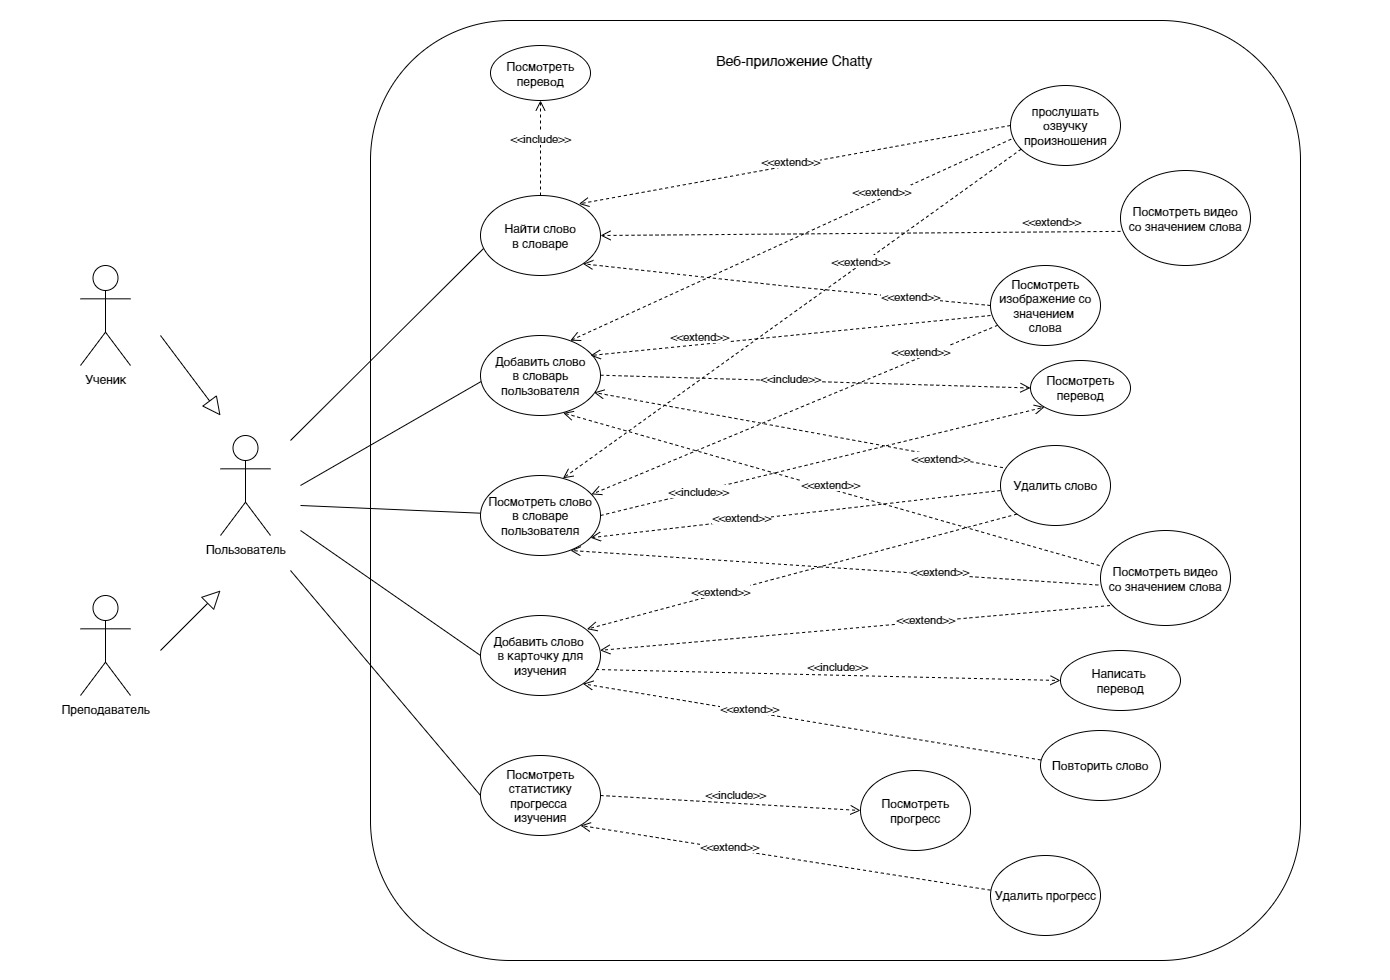 Веб-приложение Chatty
Посмотреть
перевод
<<include>>
прослушать
озвучку
произношения
<<extend>>
<<extend>>
Посмотреть видео
со значением слова
<<extend>>
Найти слово
в словаре
<<extend>>
Посмотреть
изображение со
значением
слова
<<extend>>
<<extend>>
<<extend>>
Добавить слово
в словарь
пользователя
<<include>>
Посмотреть
перевод
Ученик
<<extend>>
Удалить слово
<<extend>>
<<include>>
Посмотреть слово
в словаре
пользователя
<<extend>>
Пользователь
<<extend>>
Посмотреть видео
со значением слова
<<extend>>
<<extend>>
Добавить слово
в карточку для
изучения
<<include>>
Написать
перевод
Преподаватель
<<extend>>
Повторить слово
Посмотреть
статистику
прогресса
изучения
<<include>>
Посмотреть
прогресс
<<extend>>
Удалить прогресс